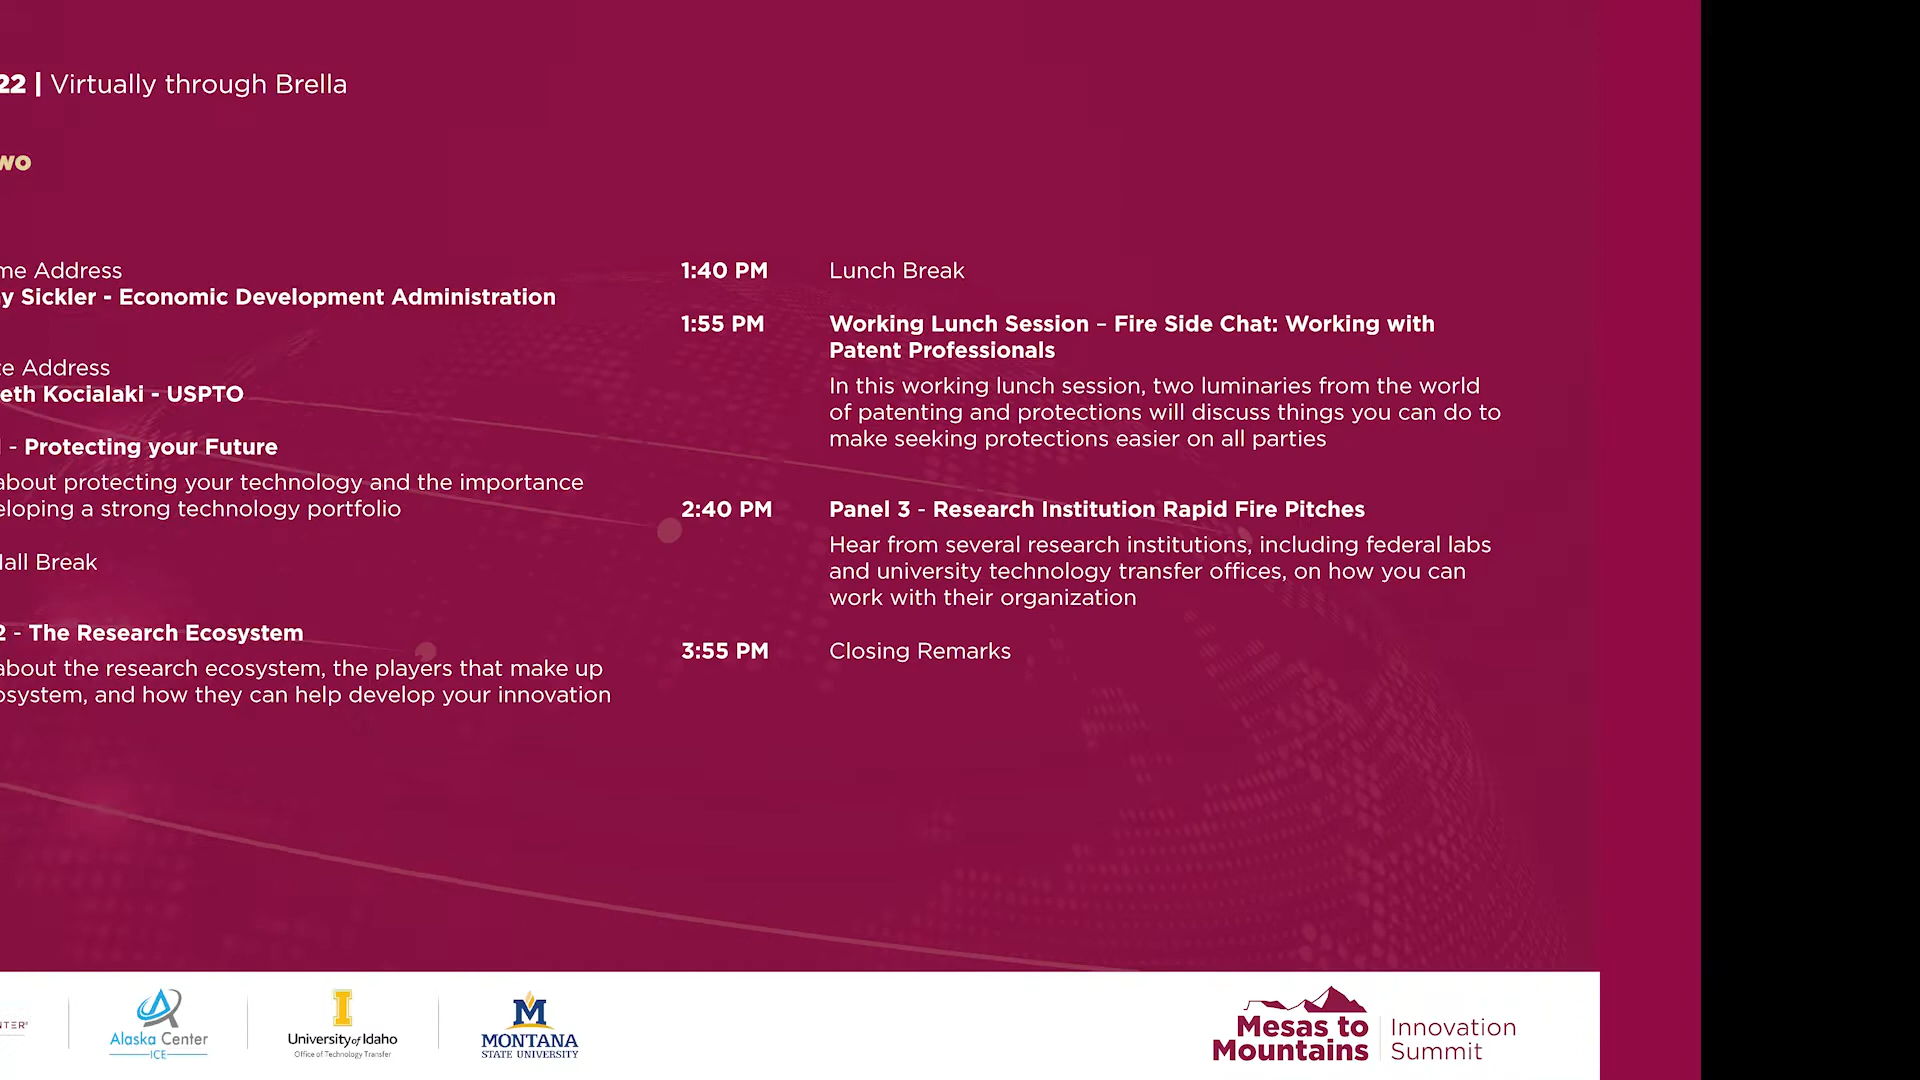 22 | Virtually through Brella
wo
me Address
y Sickler - Economic Development Administration
te Address
eth Kocialaki - USPTO
- Protecting your Future
about protecting your technology and the importance
eloping a strong technology portfolio
Hall Break
2 - The Research Ecosystem
about the research ecosystem, the players that make up
osystem, and how they can help develop your innovation
1:40 PM Lunch Break
1:55 PM Working Lunch Session – Fire Side Chat: Working with
Patent Professionals
In this working lunch session, two luminaries from the world
of patenting and protections will discuss things you can do to
make seeking protections easier on all parties
2:40 PM Panel 3 - Research Institution Rapid Fire Pitches
Hear from several research institutions, including federal labs
and university technology transfer offices, on how you can
work with their organization
3:55 PM Closing Remarks
NTER
Alaska Center
ICE
University of Idaho
Office of Technology Transfer
M
MONTANA
STATE UNIVERSITY
Mesas to
Mountains
Innovation
Summit